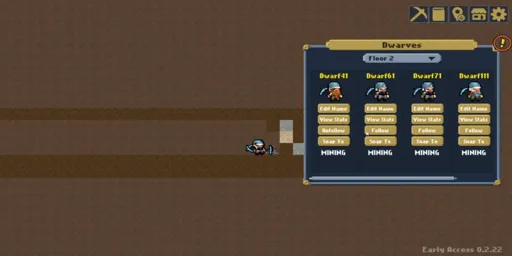 Dwarves
Floor 2
Dwarf41 Dwarf61 Dwarf71 Dwarf111
Edit Name Edit Name Edit Name Edit Name
View Stats View Stats View Stats View Stats
Unfollow Follow Follow Follow
Snap To Snap To Snap To Snap To
MINING MINING MINING MINING
Early Access 0.2.22